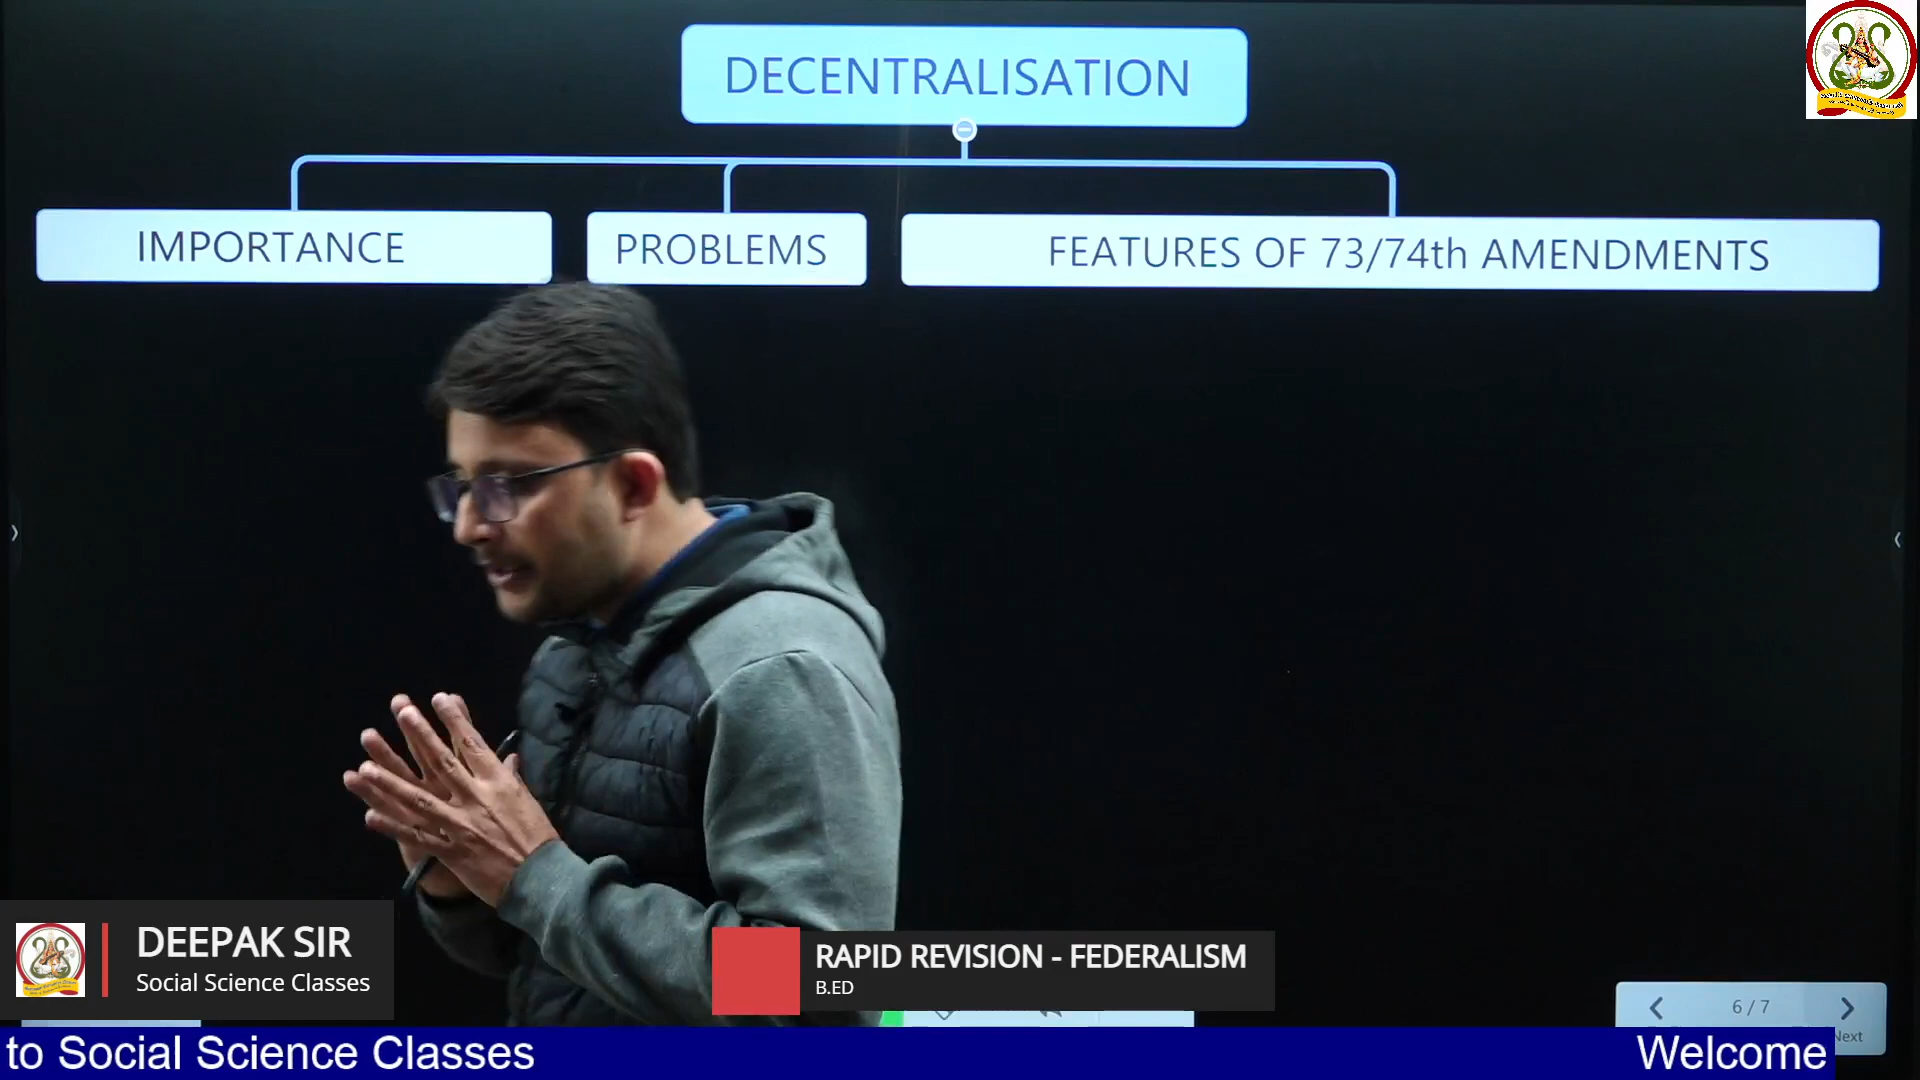 DECENTRALISATION
IMPORTANCE
PROBLEMS
FEATURES OF 73/74th AMENDMENTS
DEEPAK SIR
Social Science Classes
RAPID REVISION - FEDERALISM
B.ED
6 / 7
Next
to Social Science Classes
Welcome